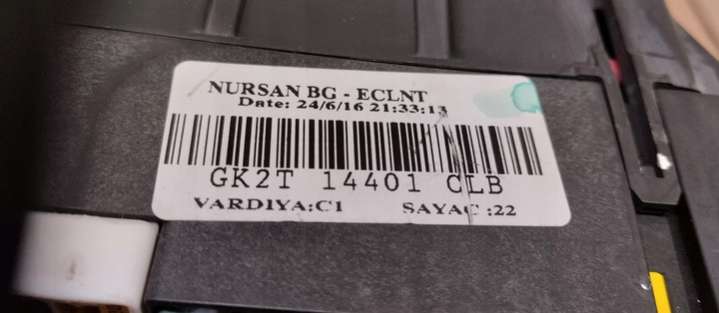 NURSAN BG - ECLNT
Date: 24/6/16 21:33:13
GK2T 14401 CLB
VARDIYA:C1 SAYAC :22